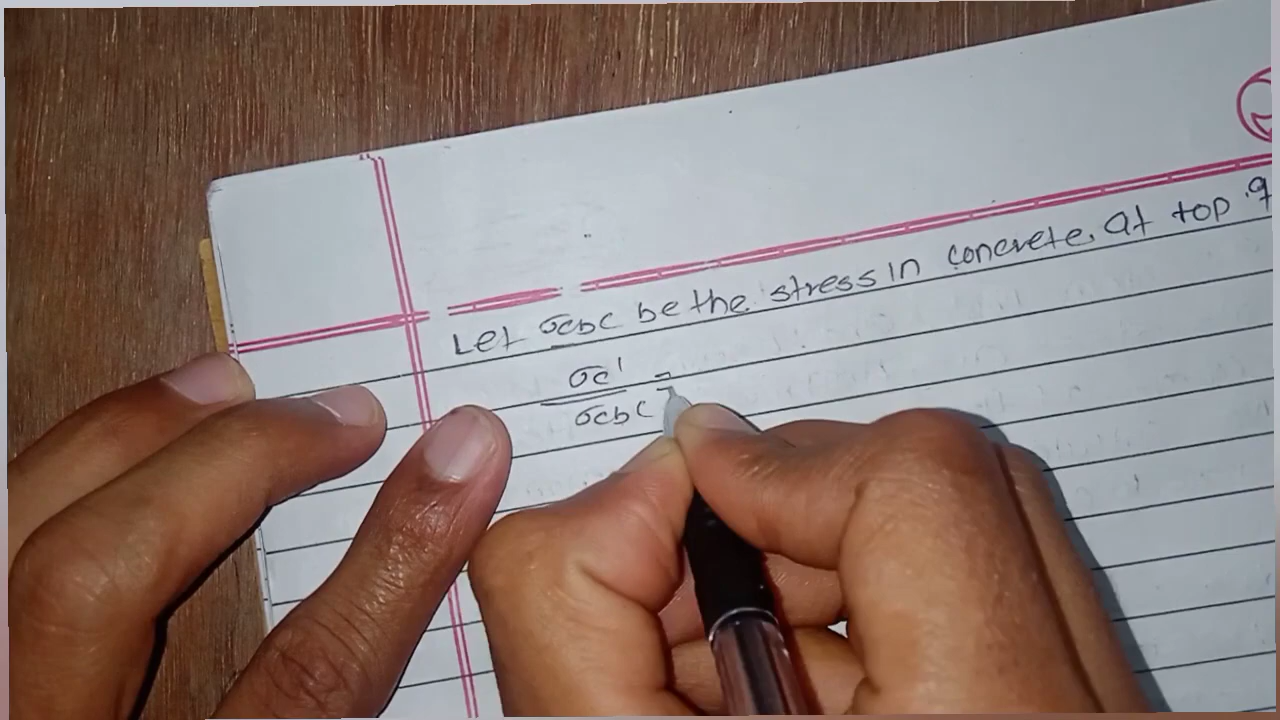 Let σcbc be the stress in concrete, at top
σc'
σcbc =